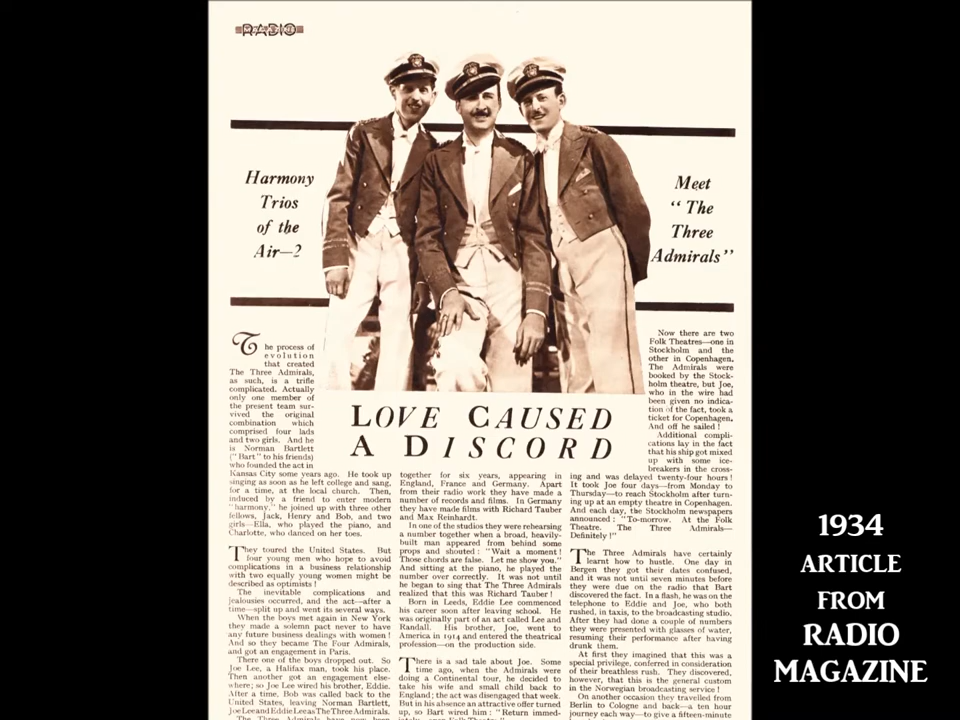 RADIO
Harmony
Trios
of the
Air—2
Meet
“ The
Three
Admirals”
LOVE CAUSED
A DISCORD
The process of
evolution
that created
The Three Admirals,
as such, is a trifle
complicated. Actually
only one member of
the present team sur-
vived the original
combination which
comprised four lads
and two girls. And he
is Norman Bartlett
(“ Bart ” to his friends)
who founded the act in
Kansas City some years ago. He took up
singing as soon as he left college and sang,
for a time, at the local church. Then,
induced by a friend to enter modern
“harmony,” he joined up with three other
fellows, Jack, Henry and Bob, and two
girls—Ella, who played the piano, and
Charlotte, who danced on her toes.
They toured the United States. But
four young men who hope to avoid
complications in a business relationship
with two equally young women might be
described as optimists !
The inevitable complications and
jealousies occurred, and the act—after a
time—split up and went its several ways.
When the boys met again in New York
they made a solemn pact never to have
any future business dealings with women !
And so they became The Four Admirals,
and got an engagement in Paris.
There one of the boys dropped out. So
Joe Lee, a Halifax man, took his place.
Then another got an engagement else-
where; so Joe Lee wired his brother, Eddie.
After a time, Bob was called back to the
United States, leaving Norman Bartlett,
Joe Lee and Eddie Lee as The Three Admirals.
The Three Admirals have now been
together for six years, appearing in
England, France and Germany. Apart
from their radio work they have made a
number of records and films. In Germany
they have made films with Richard Tauber
and Max Reinhardt.
In one of the studios they were rehearsing
a number together when a broad, heavily-
built man appeared from behind some
props and shouted : “Wait a moment !
Those chords are false. Let me show you.”
And sitting at the piano, he played the
number over correctly. It was not until
he began to sing that The Three Admirals
realised that this was Richard Tauber !
Born in Leeds, Eddie Lee commenced
his career soon after leaving school. He
was originally part of an act called Lee and
Randall. His brother, Joe, went to
America in 1914 and entered the theatrical
profession—on the production side.
There is a sad tale about Joe. Some
time ago, when the Admirals were
doing a Continental tour, he decided to
take his wife and small child back to
England ; the act was disengaged that week.
But in his absence an attractive offer turned
up, so Bart wired him : “ Return immed-
Now there are two
Folk Theatres—one in
Stockholm and the
other in Copenhagen.
The Admirals were
booked by the Stock-
holm theatre, but Joe,
who in the wire had
been given no indica-
tion of the fact, took a
ticket for Copenhagen.
And off he sailed !
Additional compli-
cations lay in the fact
that his ship got mixed
up with some ice-
breakers in the cross-
ing and was delayed twenty-four hours !
It took Joe four days—from Monday to
Thursday—to reach Stockholm after turn-
ing up at an empty theatre in Copenhagen.
And each day, the Stockholm newspapers
announced : “To-morrow. At the Folk
Theatre. The Three Admirals—
Definitely !”
The Three Admirals have certainly
learnt how to hustle. One day in
Bergen they got their dates confused,
and it was not until seven minutes before
they were due on the radio that Bart
discovered the fact. In a flash, he was on the
telephone to Eddie and Joe, who both
rushed, in taxis, to the broadcasting studio.
After they had done a couple of numbers
they were presented with glasses of water,
resuming their performance after having
drunk them.
At first they imagined that this was a
special privilege, conferred in consideration
of their breathless rush. They discovered,
however, that this is the general custom
in the Norwegian broadcasting service !
On another occasion they travelled from
Berlin to Cologne and back—a ten hour
journey each way—to give a fifteen-minute
1934
ARTICLE
FROM
RADIO
MAGAZINE